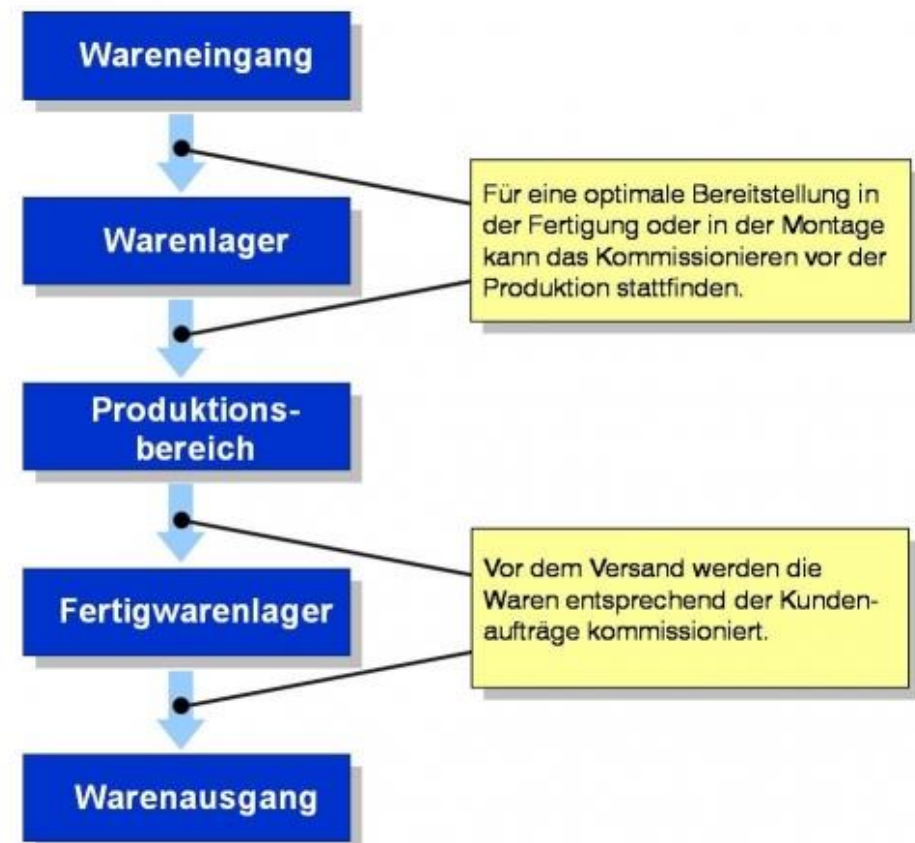 Wareneingang
Für eine optimale Bereitstellung in
der Fertigung oder in der Montage
kann das Kommissionieren vor der
Produktion stattfinden.
Warenlager
Produktions-
bereich
Vor dem Versand werden die
Waren entsprechend der Kunden-
aufträge kommissioniert.
Fertigwarenlager
Warenausgang